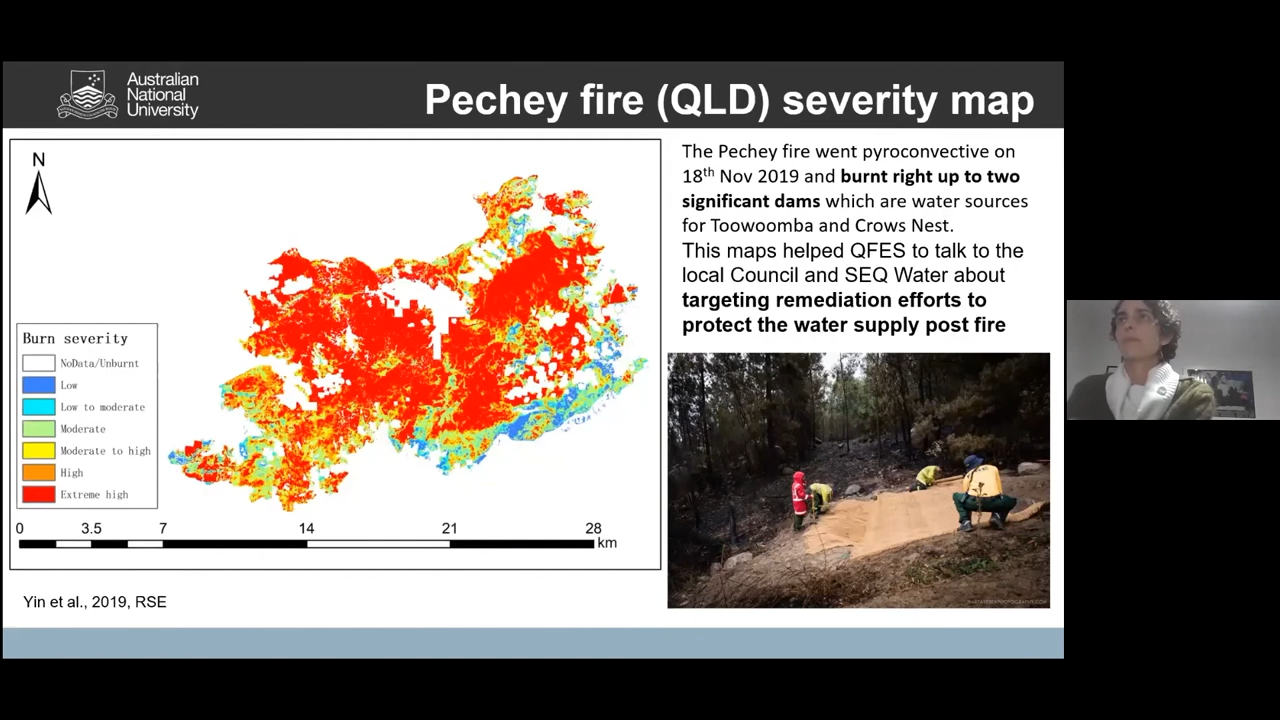 Australian
National
University
Pechey fire (QLD) severity map
N
Burn severity
NoData/Unburnt
Low
Low to moderate
Moderate
Moderate to high
High
Extreme high
0 3.5 7 14 21 28
km
Yin et al., 2019, RSE
The Pechey fire went pyroconvective on
18th Nov 2019 and burnt right up to two
significant dams which are water sources
for Toowoomba and Crows Nest.
This maps helped QFES to talk to the
local Council and SEQ Water about
targeting remediation efforts to
protect the water supply post fire